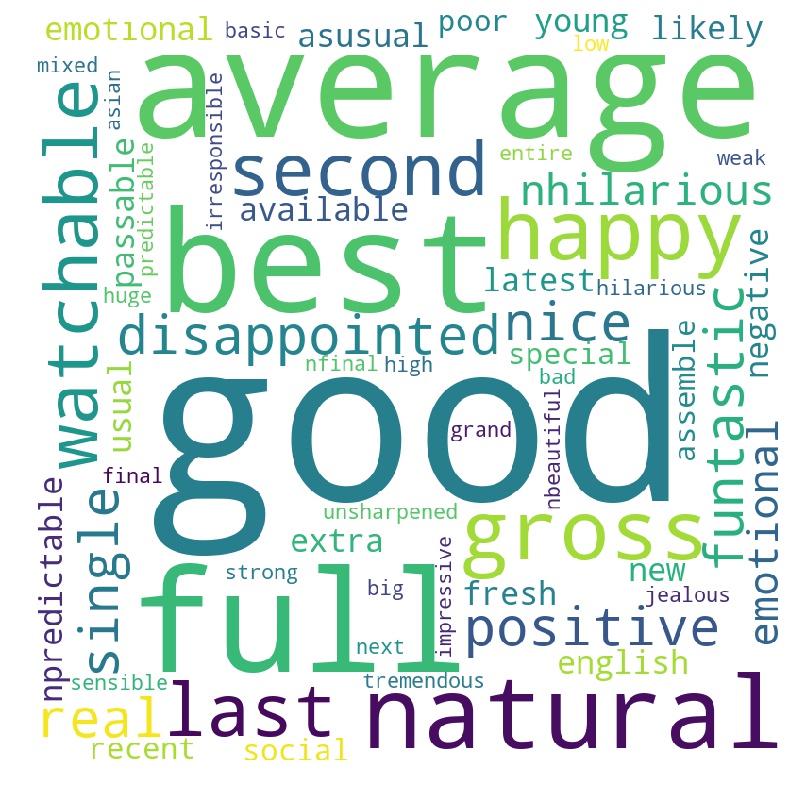 emotional basic asusual poor young likely
low
mixed asian average
watchable passable predictable irresponsible second available entire weak
nhilarious
best happy
huge latest hilarious negative
disappointed nice
usual nfinal high special bad assemble funtastic
good
grand nbeautiful
final
npredictable single unsharpened emotional
extra gross
full strong big impressive fresh new jealous
positive
next english
sensible tremendous
real last natural
recent social